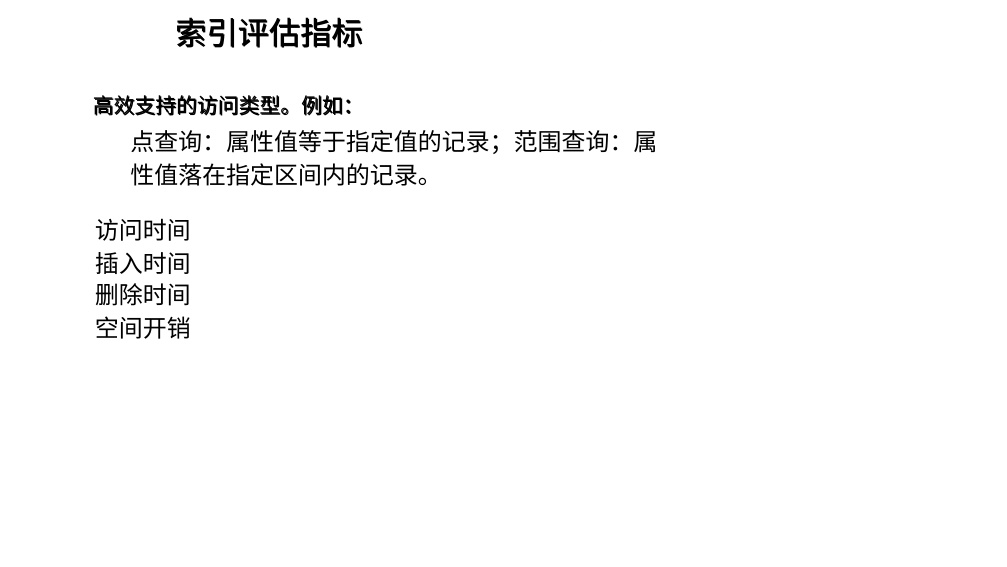 索引评估指标
高效支持的访问类型。例如：
点查询：属性值等于指定值的记录；范围查询：属
性值落在指定区间内的记录。
访问时间
插入时间
删除时间
空间开销